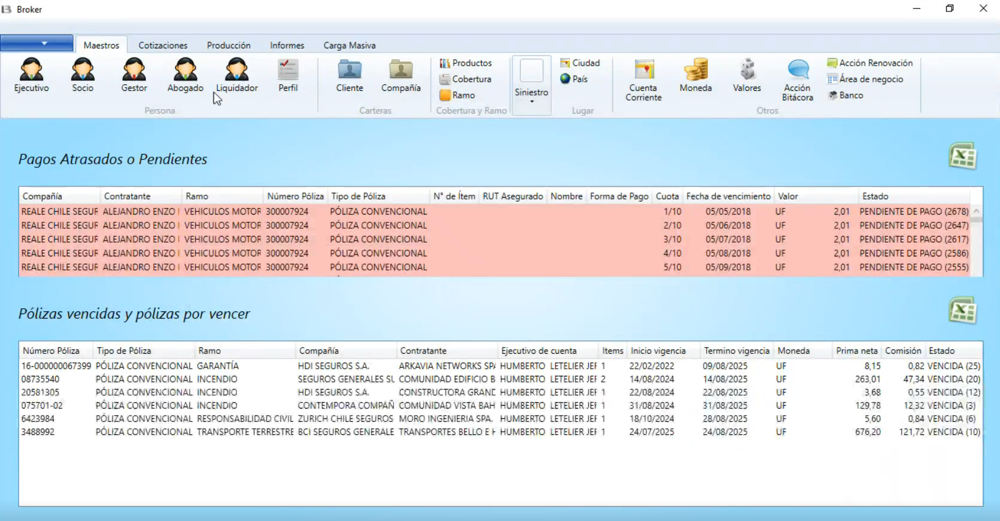 Broker
Maestros Cotizaciones Producción Informes Carga Masiva
Ejecutivo Socio Gestor Abogado Liquidador Perfil
Persona
Cliente Compañía
Carteras
Productos
Cobertura
Ramo
Cobertura y Ramo
Siniestro
Ciudad
País
Lugar
Cuenta Corriente Moneda Valores Acción Bitácora
Acción Renovación
Área de negocio
Banco
Otros
Pagos Atrasados o Pendientes
Compañía Contratante Ramo Número Póliza Tipo de Póliza N° de Ítem RUT Asegurado Nombre Forma de Pago Cuota Fecha de vencimiento Valor Estado
REALE CHILE SEGUR ALEJANDRO ENZO VEHICULOS MOTOR 300007924 PÓLIZA CONVENCIONAL 1/10 05/05/2018 UF 2,01 PENDIENTE DE PAGO (2678)
REALE CHILE SEGUR ALEJANDRO ENZO VEHICULOS MOTOR 300007924 PÓLIZA CONVENCIONAL 2/10 05/06/2018 UF 2,01 PENDIENTE DE PAGO (2647)
REALE CHILE SEGUR ALEJANDRO ENZO VEHICULOS MOTOR 300007924 PÓLIZA CONVENCIONAL 3/10 05/07/2018 UF 2,01 PENDIENTE DE PAGO (2617)
REALE CHILE SEGUR ALEJANDRO ENZO VEHICULOS MOTOR 300007924 PÓLIZA CONVENCIONAL 4/10 05/08/2018 UF 2,01 PENDIENTE DE PAGO (2586)
REALE CHILE SEGUR ALEJANDRO ENZO VEHICULOS MOTOR 300007924 PÓLIZA CONVENCIONAL 5/10 05/09/2018 UF 2,01 PENDIENTE DE PAGO (2555)
Pólizas vencidas y pólizas por vencer
Número Póliza Tipo de Póliza Ramo Compañía Contratante Ejecutivo de cuenta Items Inicio vigencia Termino vigencia Moneda Prima neta Comisión Estado
16-000000067399 PÓLIZA CONVENCIONAL GARANTÍA HDI SEGUROS S.A. ARKAVIA NETWORKS SPA HUMBERTO LETELIER JEF 1 22/02/2022 09/08/2025 UF 8,15 0,82 VENCIDA (25)
08735540 PÓLIZA CONVENCIONAL INCENDIO SEGUROS GENERALES SU COMUNIDAD EDIFICIO B HUMBERTO LETELIER JEF 2 14/08/2024 14/08/2025 UF 263,01 47,34 VENCIDA (20)
20581305 PÓLIZA CONVENCIONAL INCENDIO HDI SEGUROS S.A. CONSTRUCTORA GRAND HUMBERTO LETELIER JEF 1 22/08/2024 22/08/2025 UF 3,68 0,55 VENCIDA (12)
075701-02 PÓLIZA CONVENCIONAL INCENDIO CONTEMPORA COMPAÑ COMUNIDAD VISTA BAH HUMBERTO LETELIER JEF 1 31/08/2024 31/08/2025 UF 129,78 12,32 VENCIDA (3)
6423984 PÓLIZA CONVENCIONAL RESPONSABILIDAD CIVIL ZURICH CHILE SEGUROS MORO INGENIERIA SPA. HUMBERTO LETELIER JEF 1 18/10/2024 28/08/2025 UF 5,60 0,84 VENCIDA (6)
3488992 PÓLIZA CONVENCIONAL TRANSPORTE TERRESTRE BCI SEGUROS GENERALE TRANSPORTES BELLO E H HUMBERTO LETELIER JEF 1 24/07/2025 24/08/2025 UF 676,20 121,72 VENCIDA (10)